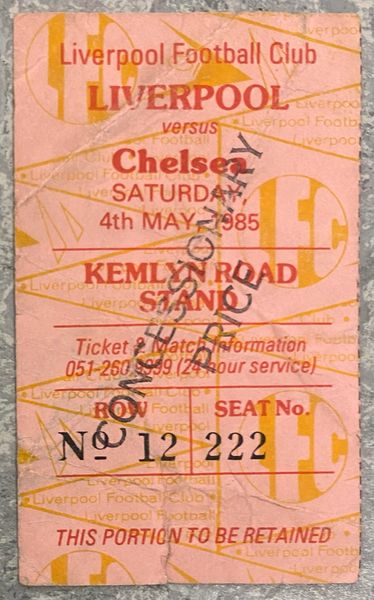 Liverpool Football Club
LIVERPOOL
versus
Chelsea
SATURDAY,
4th MAY, 1985
KEMLYN ROAD
STAND
Ticket & Match Information
051-260 9999 (24 hour service)
ROW SEAT No.
No 12 222
THIS PORTION TO BE RETAINED
CONCESSIONARY
PRICE